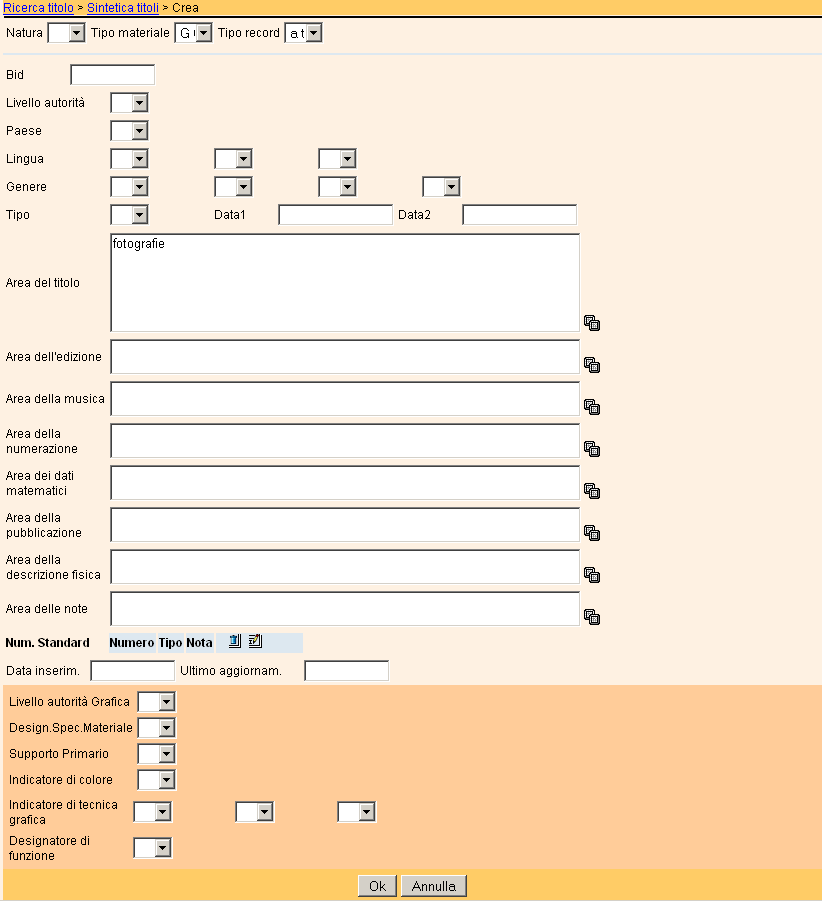 Ricerca titolo > Sintetica titoli > Crea
Natura Tipo materiale G Tipo record a t
Bid
Livello autorità
Paese
Lingua
Genere
Tipo Data1 Data2
fotografie
Area del titolo
Area dell'edizione
Area della musica
Area della
numerazione
Area dei dati
matematici
Area della
pubblicazione
Area della
descrizione fisica
Area delle note
Num. Standard Numero Tipo Nota
Data inserim. Ultimo aggiornam.
Livello autorità Grafica
Design.Spec.Materiale
Supporto Primario
Indicatore di colore
Indicatore di tecnica
grafica
Designatore di
funzione
Ok Annulla